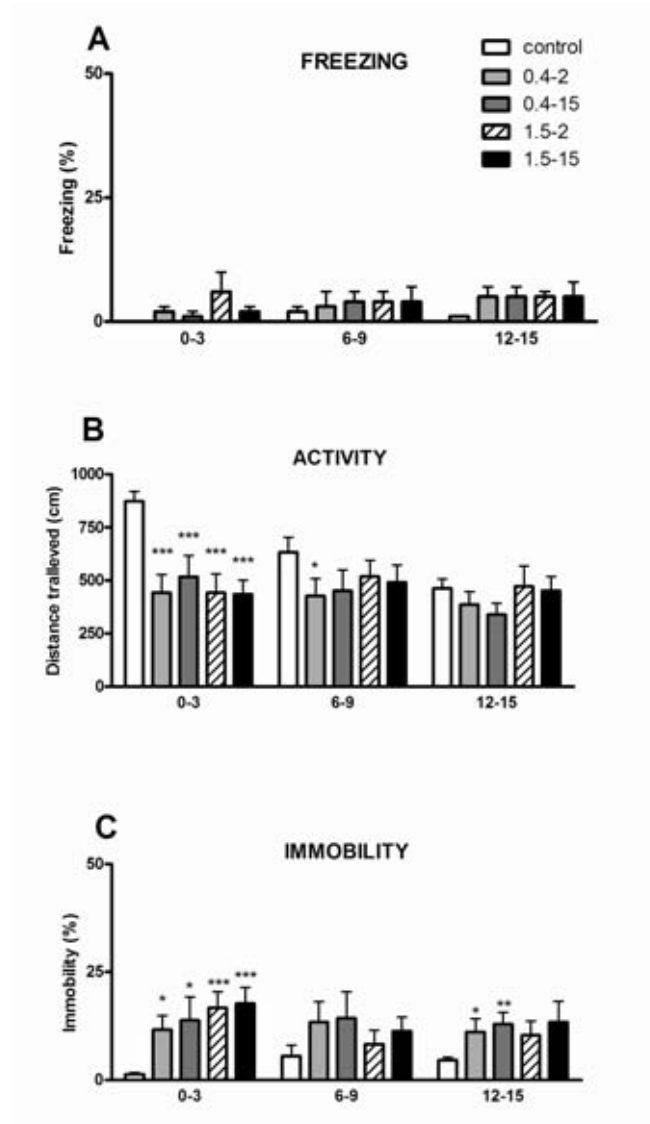 A
FREEZING
control
0.4-2
0.4-15
1.5-2
1.5-15
Freezing (%)
50
25
0
0-3 6-9 12-15
B
ACTIVITY
Distance tralleved (cm)
1000
750
500
250
0
*** *** *** *** *
0-3 6-9 12-15
C
IMMOBILITY
Immobility (%)
50
25
0
* * *** *** * **
0-3 6-9 12-15